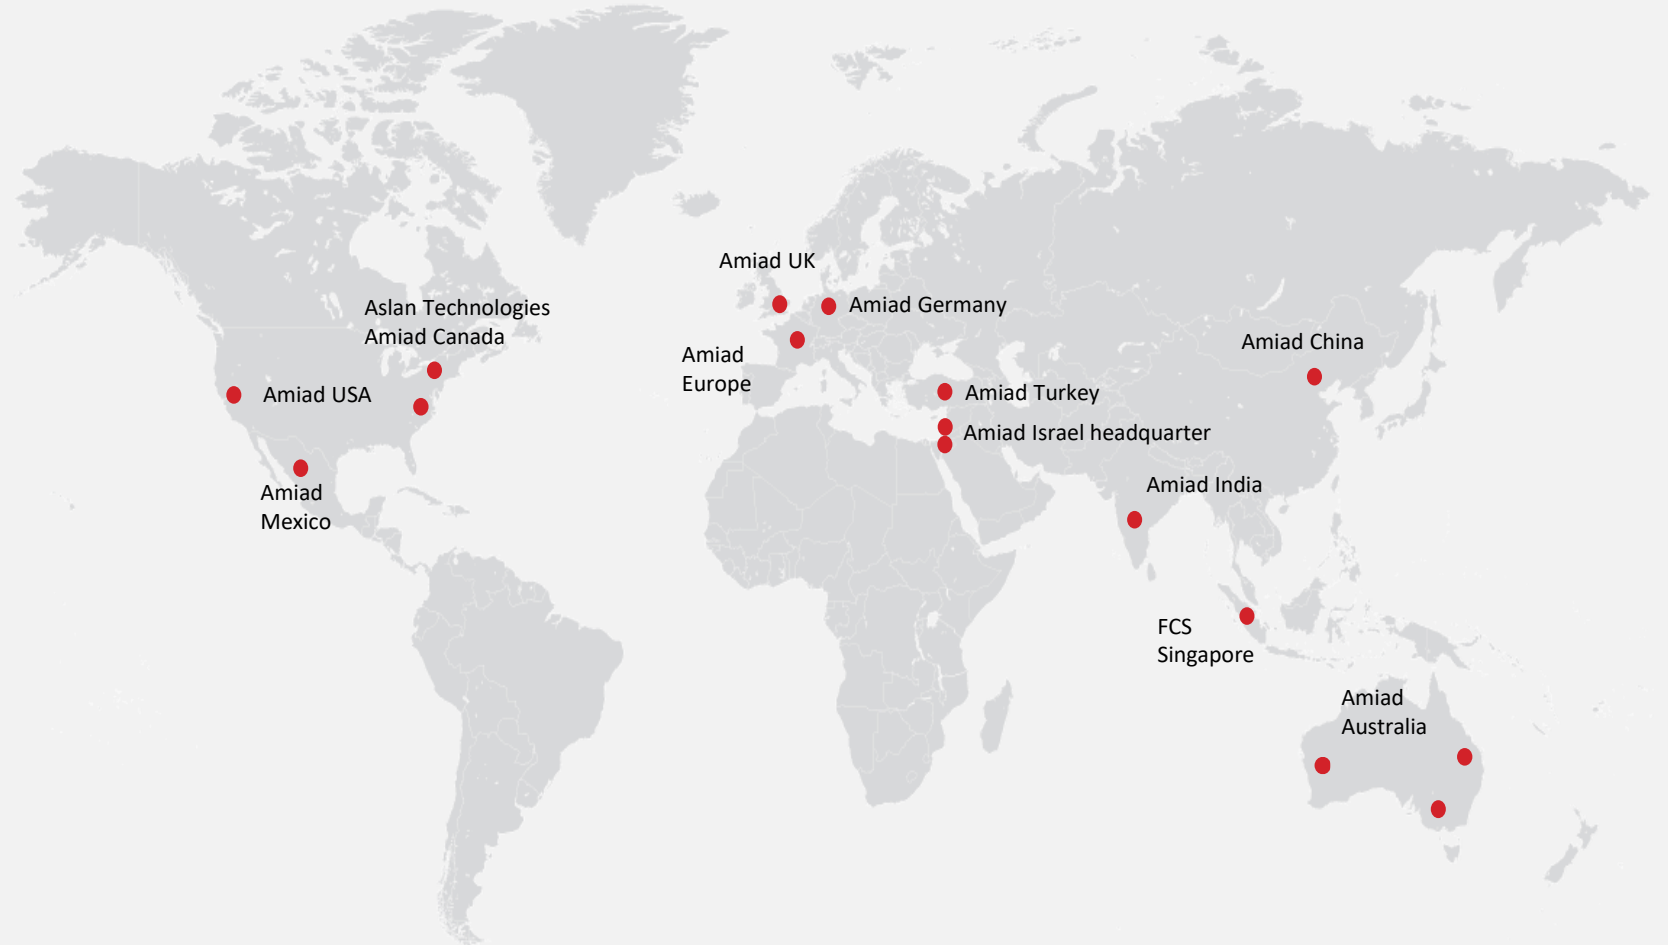 Amiad UK
Aslan Technologies
Amiad Canada
Amiad Germany
Amiad China
Amiad
Europe
Amiad USA
Amiad Turkey
Amiad Israel headquarter
Amiad India
Amiad
Mexico
FCS
Singapore
Amiad
Australia